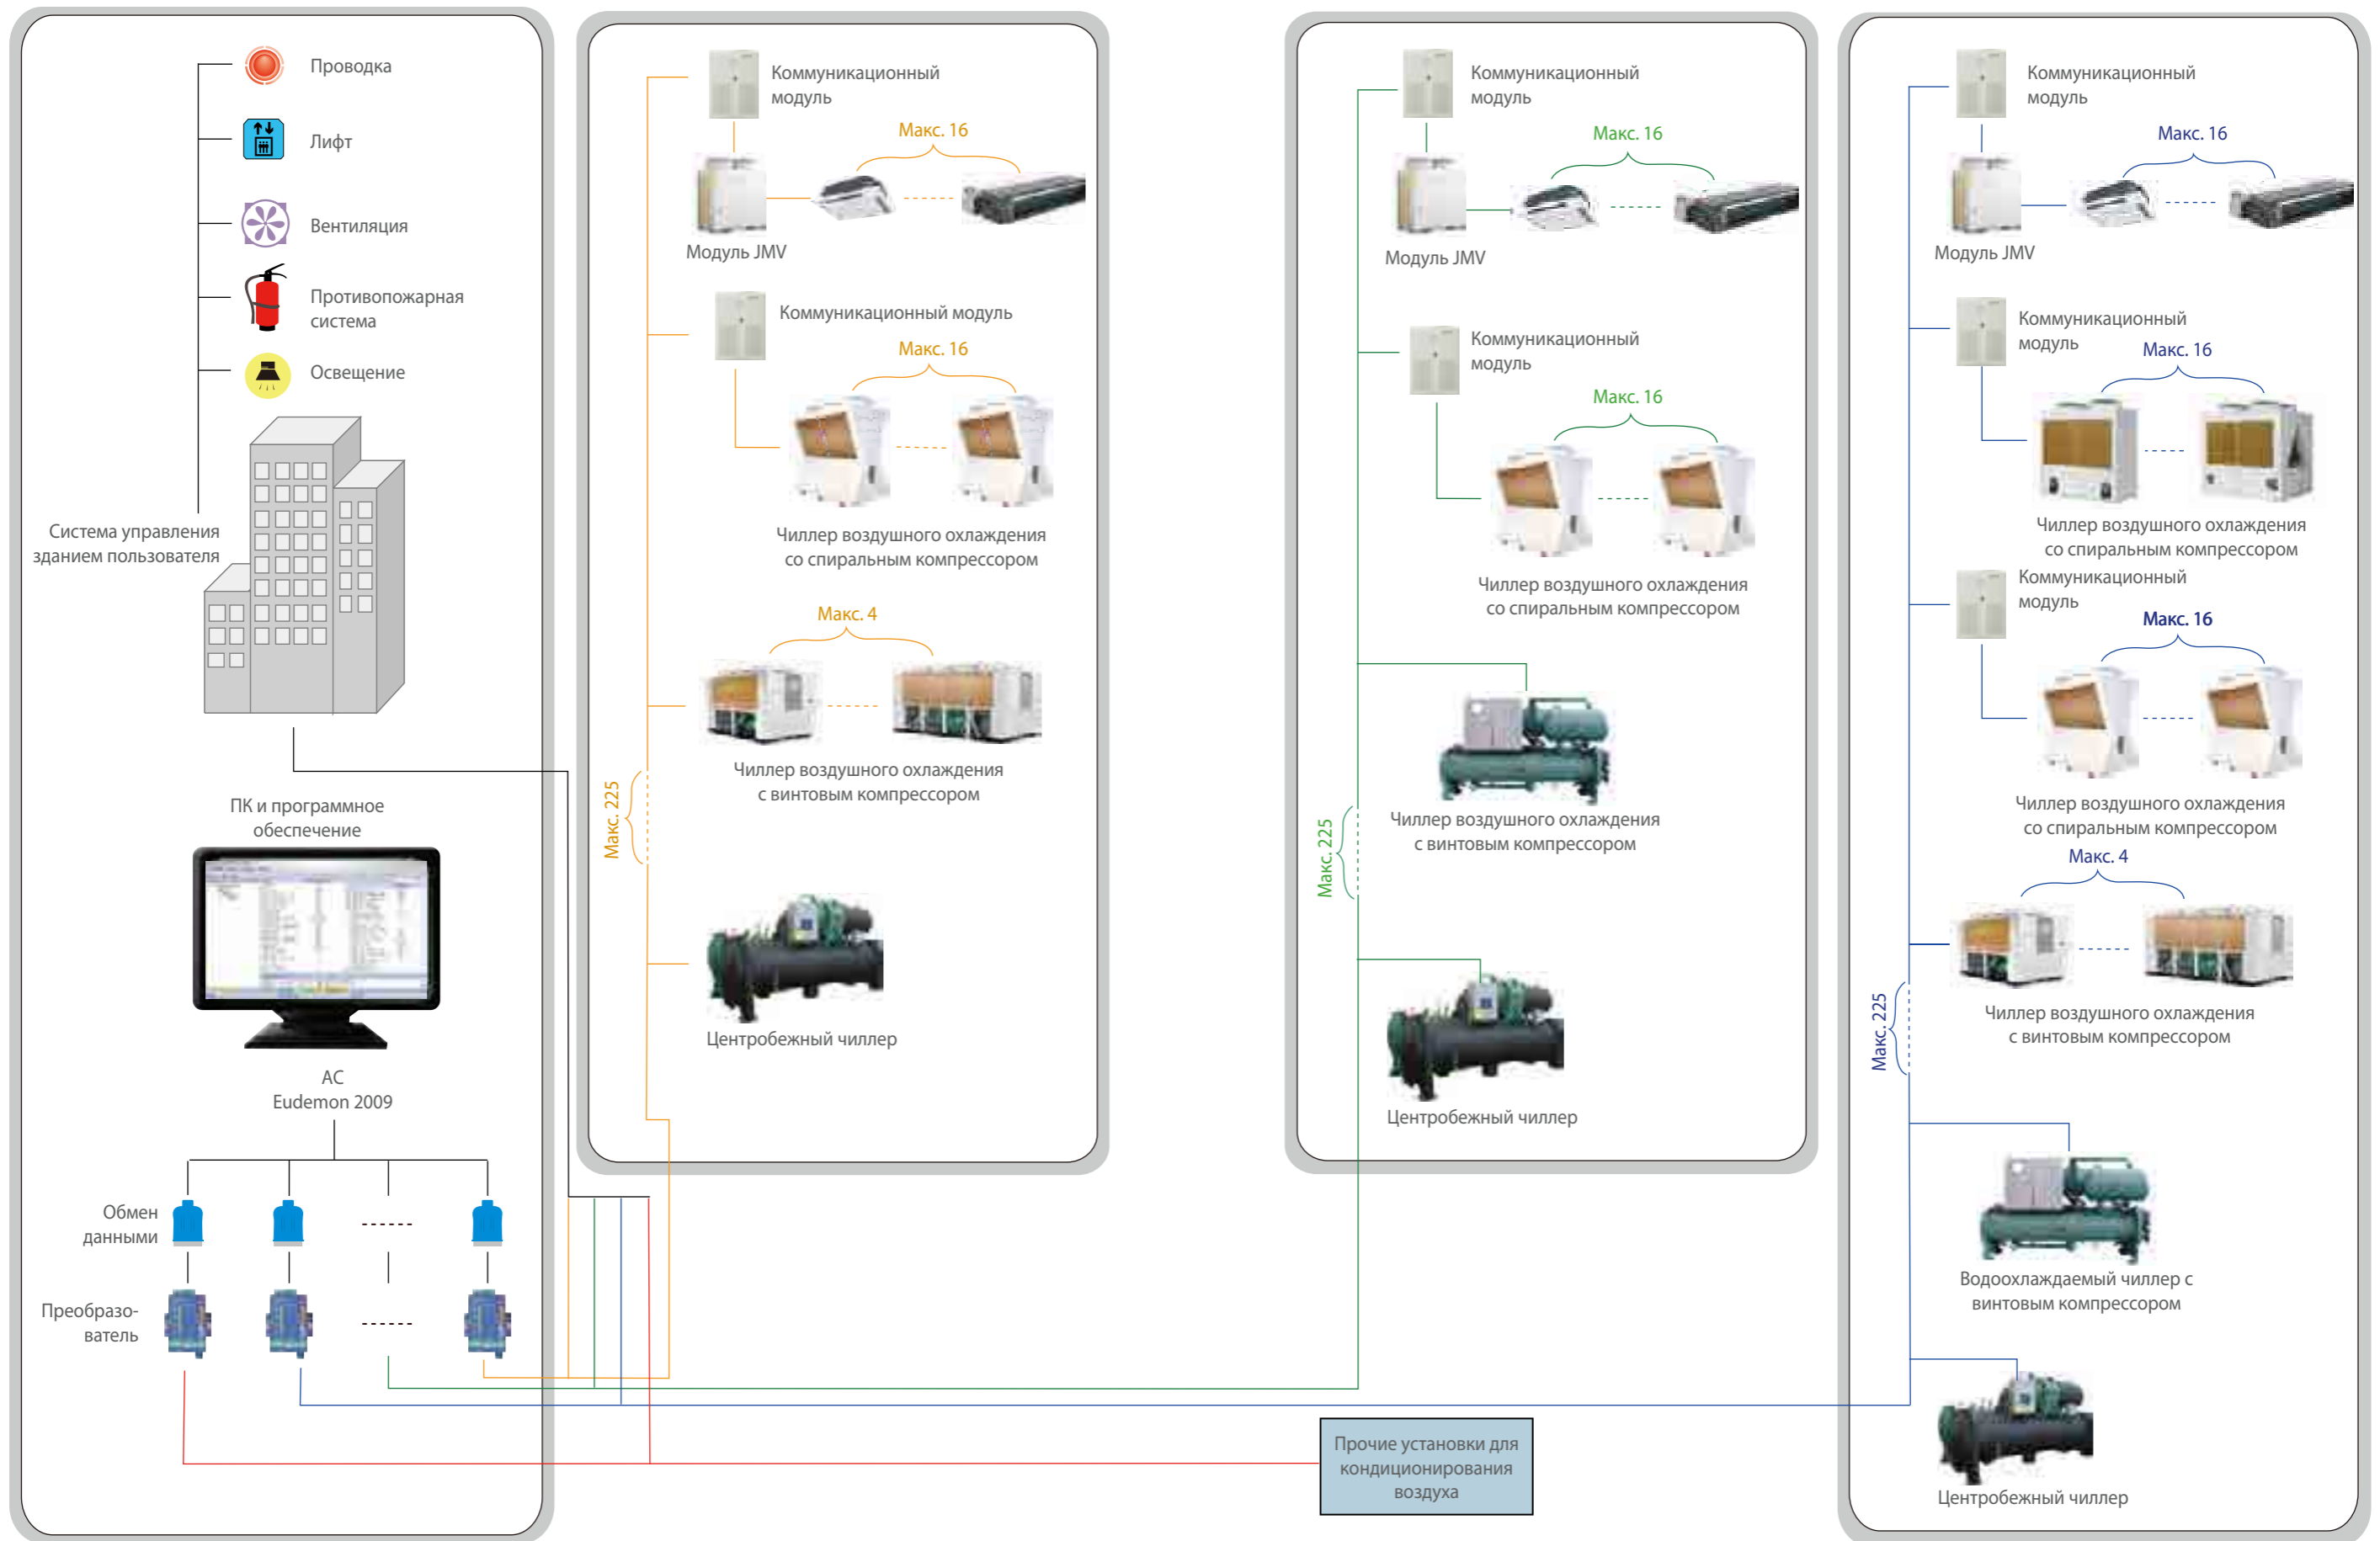 Проводка
Лифт
Вентиляция
Противопожарная
система
Освещение
Система управления
зданием пользователя
ПК и программное
обеспечение
AC
Eudemon 2009
Обмен
данными
Преобразо-
ватель
Коммуникационный
модуль
Макс. 16
Модуль JMV
Коммуникационный модуль
Макс. 16
Чиллер воздушного охлаждения
со спиральным компрессором
Макс. 4
Чиллер воздушного охлаждения
с винтовым компрессором
Макс. 225
Центробежный чиллер
Коммуникационный
модуль
Макс. 16
Модуль JMV
Коммуникационный
модуль
Макс. 16
Чиллер воздушного охлаждения
со спиральным компрессором
Чиллер воздушного охлаждения
с винтовым компрессором
Макс. 225
Центробежный чиллер
Прочие установки для
кондиционирования
воздуха
Коммуникационный
модуль
Макс. 16
Модуль JMV
Коммуникационный
модуль
Макс. 16
Чиллер воздушного охлаждения
со спиральным компрессором
Коммуникационный
модуль
Макс. 16
Чиллер воздушного охлаждения
со спиральным компрессором
Макс. 4
Чиллер воздушного охлаждения
с винтовым компрессором
Макс. 225
Водоохлаждаемый чиллер с
винтовым компрессором
Центробежный чиллер